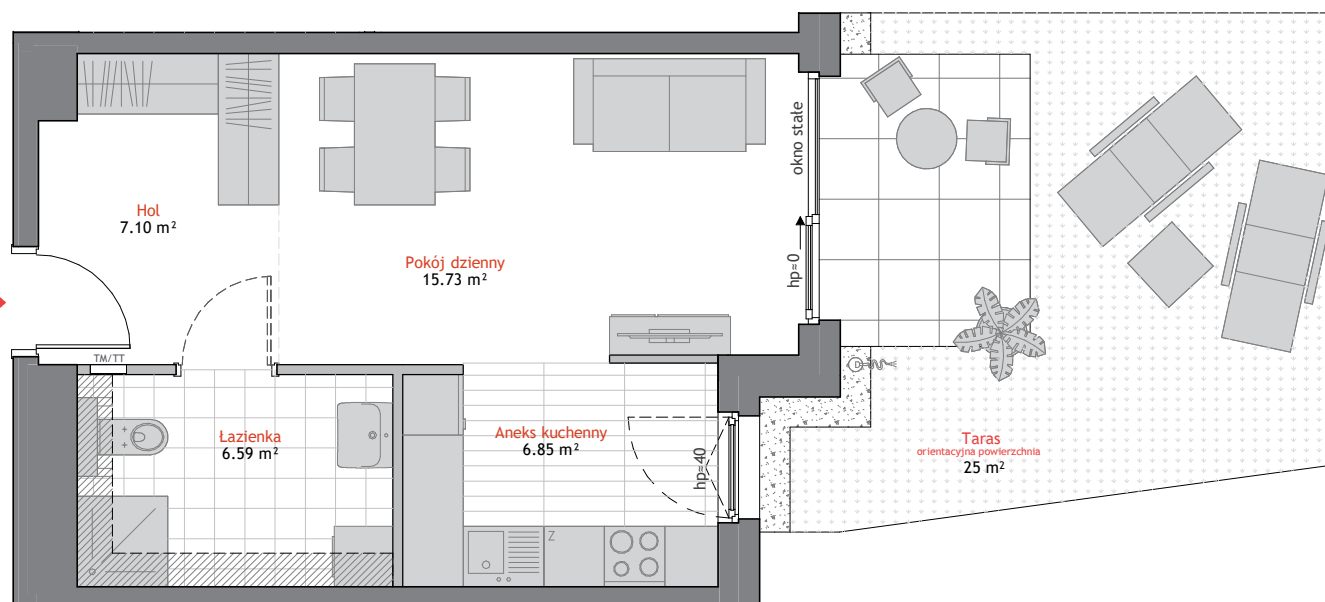 okno stałe
Hol
7.10 m²
Pokój dzienny
15.73 m²
hp≈0
TM/TT
D
Łazienka
6.59 m²
Aneks kuchenny
6.85 m²
hp≈40
Taras
orientacyjna powierzchnia
25 m²
Z